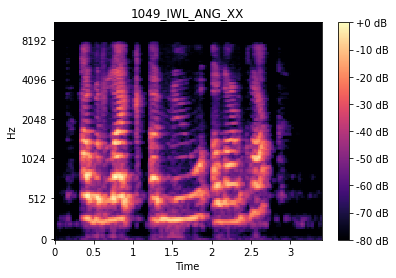 1049_IWL_ANG_XX
+0 dB
8192
-10 dB
4096
-20 dB
-30 dB
2048
Hz
-40 dB
1024
-50 dB
512
-60 dB
-70 dB
0
-80 dB
0 0.5 1 1.5 2 2.5 3
Time